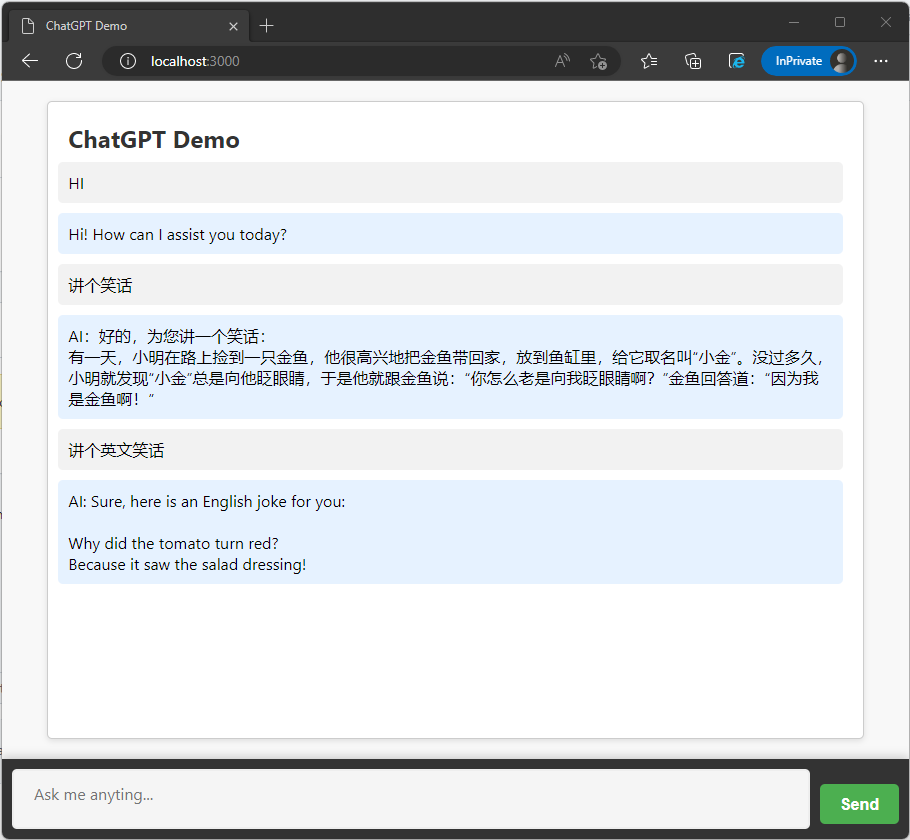 ChatGPT Demo
localhost:3000
InPrivate
ChatGPT Demo
HI
Hi! How can I assist you today?
讲个笑话
AI：好的，为您讲一个笑话：
有一天，小明在路上捡到一只金鱼，他很高兴地把金鱼带回家，放到鱼缸里，给它取名叫“小金”。没过多久，
小明就发现“小金”总是向他眨眼睛，于是他就跟金鱼说：“你怎么老是向我眨眼睛啊？”金鱼回答道：“因为我
是金鱼啊！”
讲个英文笑话
AI: Sure, here is an English joke for you:
Why did the tomato turn red?
Because it saw the salad dressing!
Ask me anyting...
Send